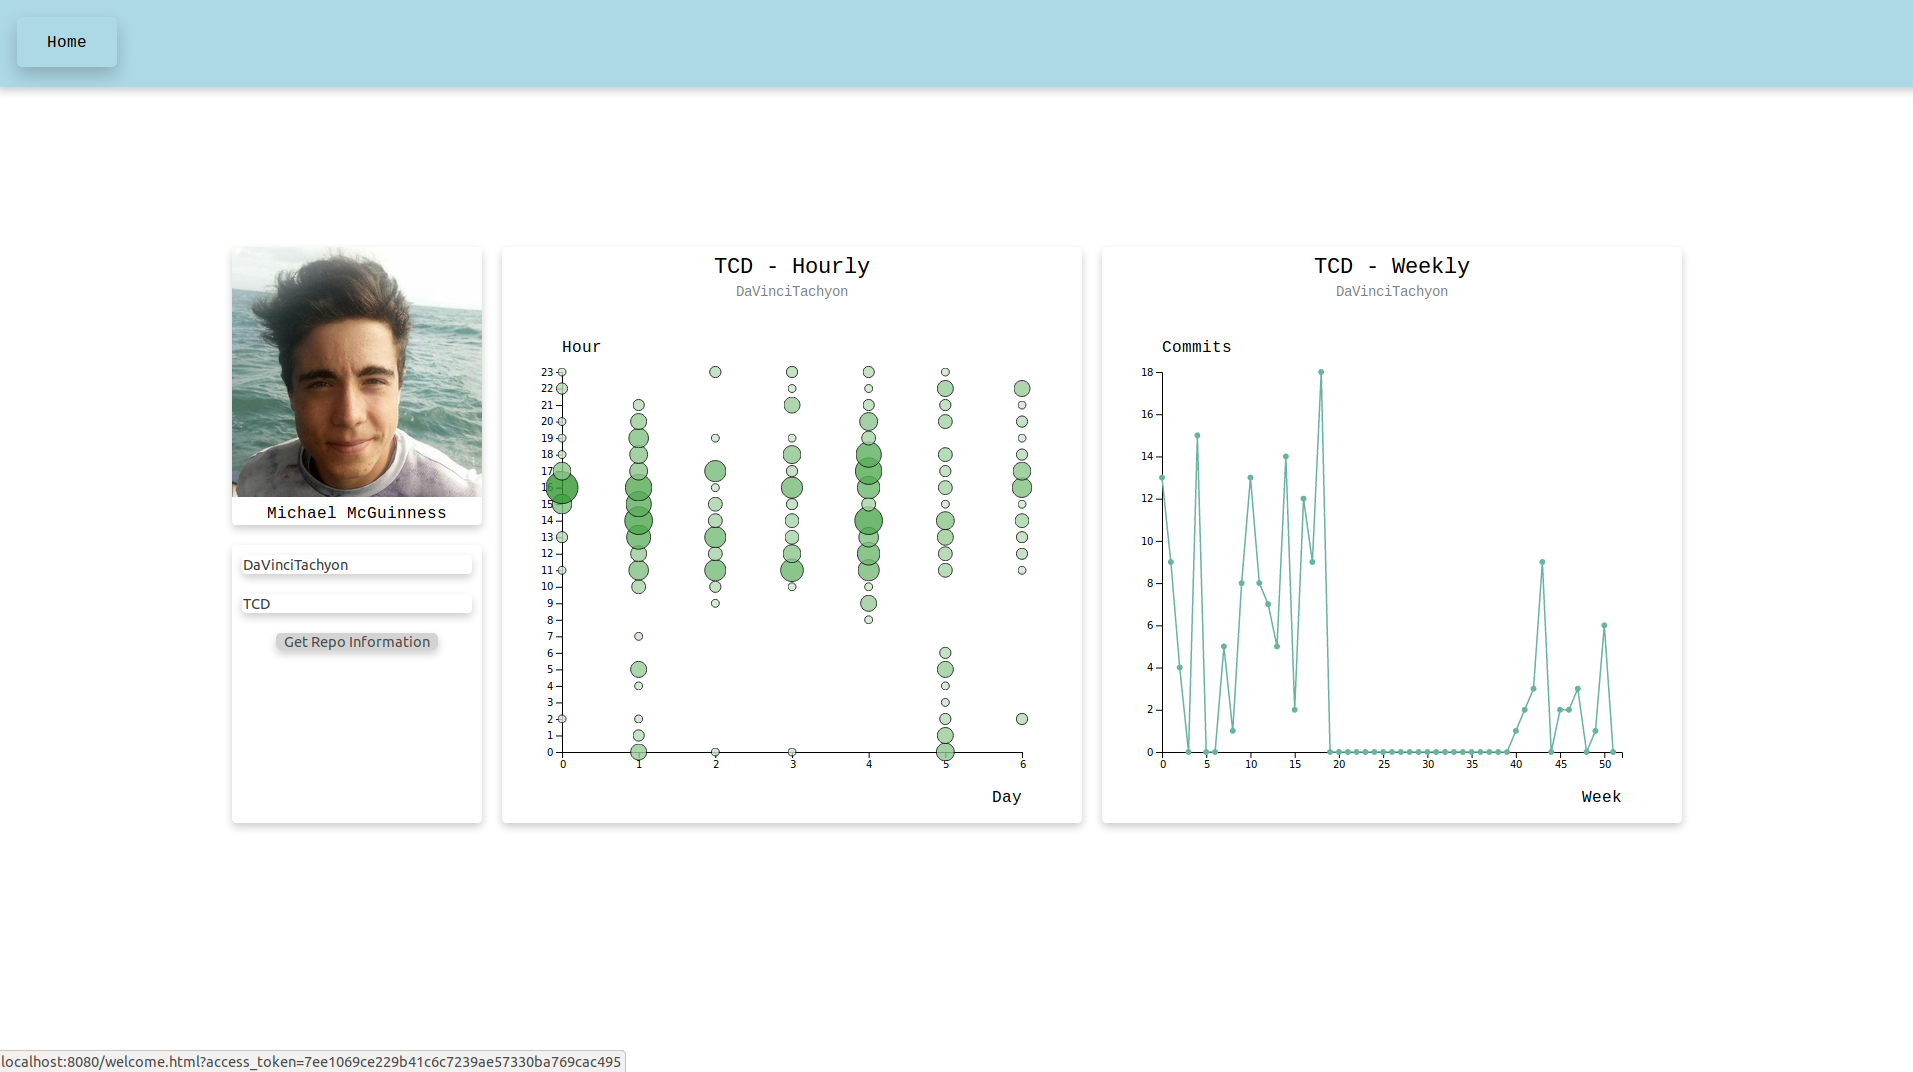 Home
Michael McGuinness
DaVinciTachyon
TCD
Get Repo Information
TCD - Hourly
DaVinciTachyon
Hour
23
22
21
20
19
18
17
16
15
14
13
12
11
10
9
8
7
6
5
4
3
2
1
0
0 1 2 3 4 5 6
Day
TCD - Weekly
DaVinciTachyon
Commits
18
16
14
12
10
8
6
4
2
0
0 5 10 15 20 25 30 35 40 45 50
Week
localhost:8080/welcome.html?access_token=7ee1069ce229b41c6c7239ae57330ba769cac495